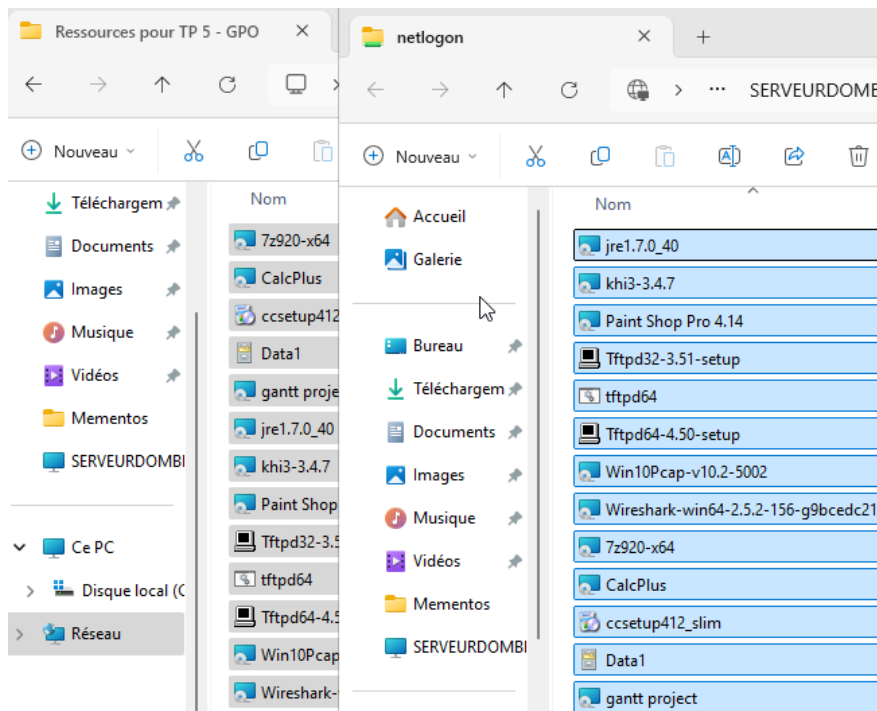 Ressources pour TP 5 - GPO
Nouveau
Téléchargem
Documents
Images
Musique
Vidéos
Mementos
SERVEURDOMB
Ce PC
Disque local (C
Réseau
Nom
7z920-x64
CalcPlus
ccsetup412
Data1
gantt proje
jre1.7.0_40
khi3-3.4.7
Paint Shop
Tftpd32-3.5
tftpd64
Tftpd64-4.5
Win10Pcap
Wireshark-
netlogon
... SERVEURDOMB
Nouveau
Accueil
Galerie
Bureau
Téléchargem
Documents
Images
Musique
Vidéos
Mementos
SERVEURDOMB
Nom
jre1.7.0_40
khi3-3.4.7
Paint Shop Pro 4.14
Tftpd32-3.51-setup
tftpd64
Tftpd64-4.50-setup
Win10Pcap-v10.2-5002
Wireshark-win64-2.5.2-156-g9bcedc21
7z920-x64
CalcPlus
ccsetup412_slim
Data1
gantt project